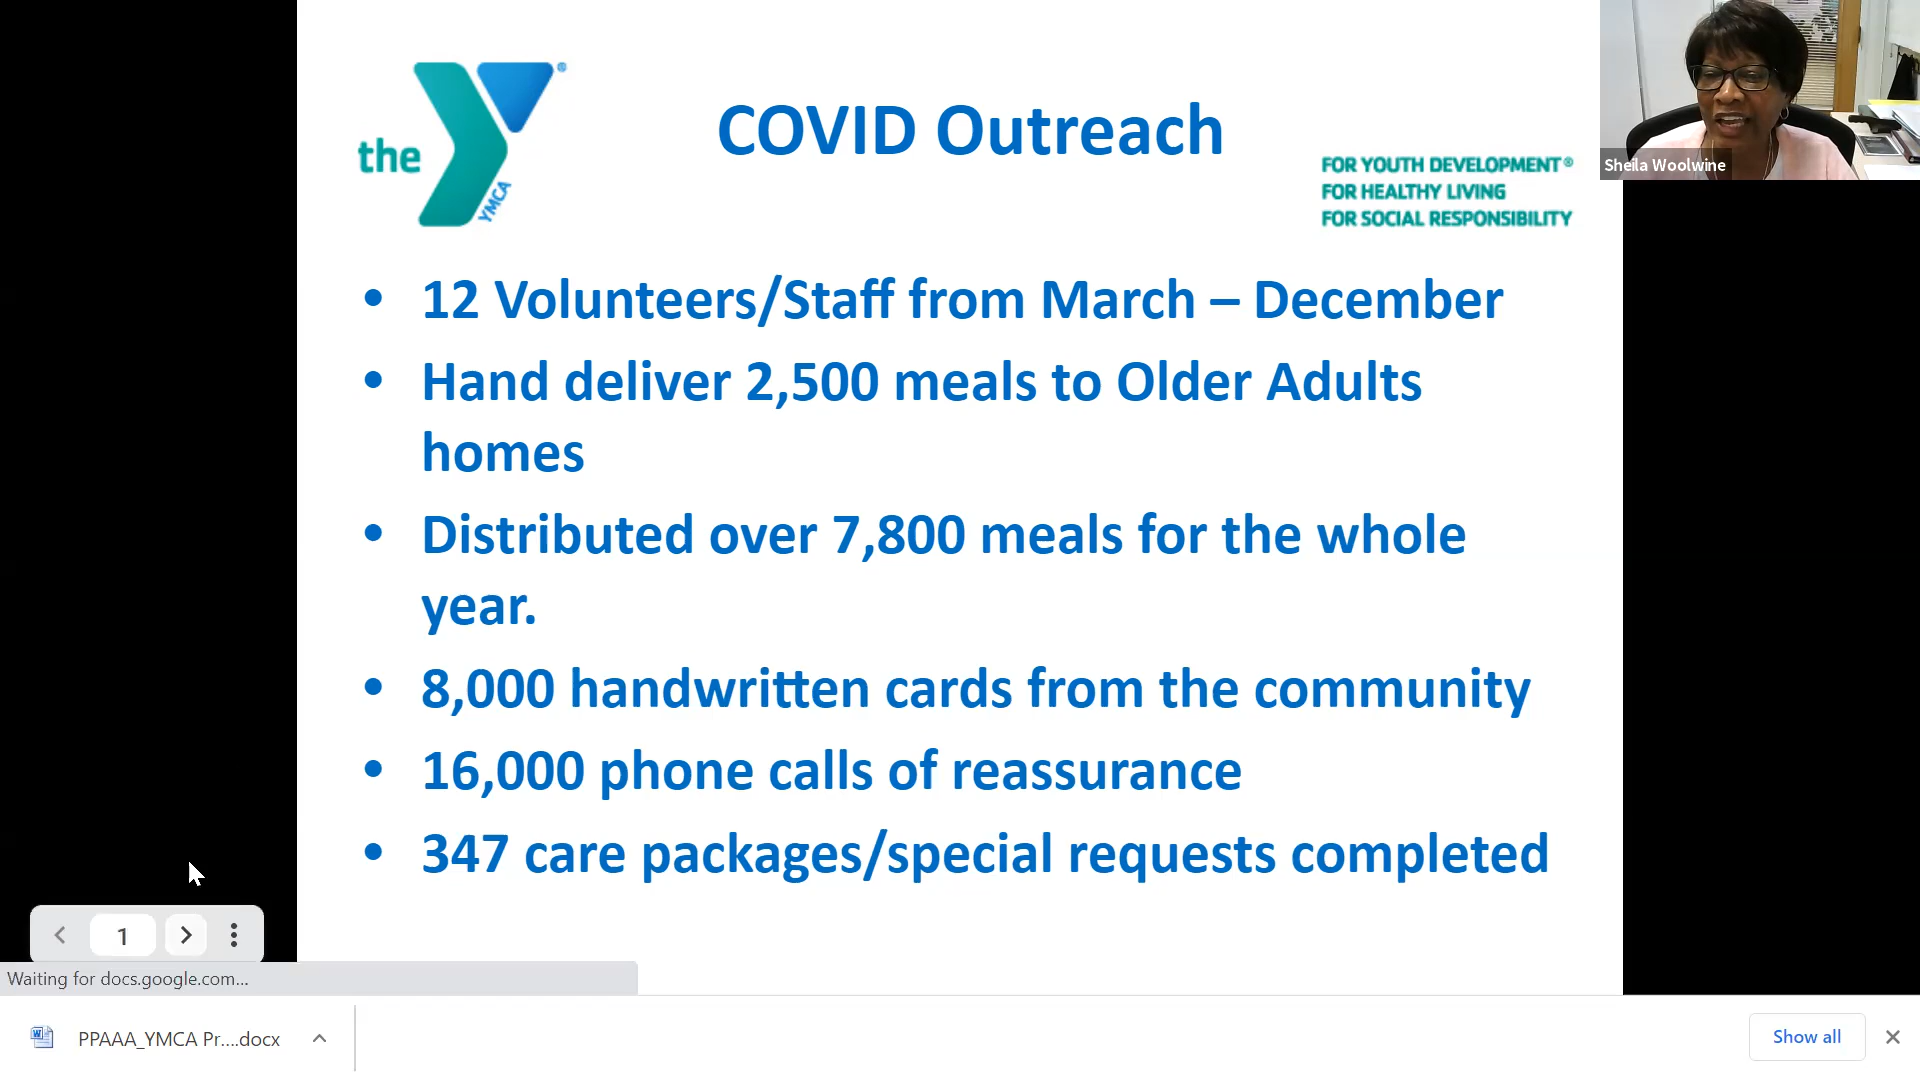 the
YMCA
®
COVID Outreach
FOR YOUTH DEVELOPMENT®
FOR HEALTHY LIVING
FOR SOCIAL RESPONSIBILITY
Sheila Woolwine
• 12 Volunteers/Staff from March – December
• Hand deliver 2,500 meals to Older Adults
homes
• Distributed over 7,800 meals for the whole
year.
• 8,000 handwritten cards from the community
• 16,000 phone calls of reassurance
• 347 care packages/special requests completed
1
Waiting for docs.google.com...
PPAAA_YMCA Pr....docx
Show all